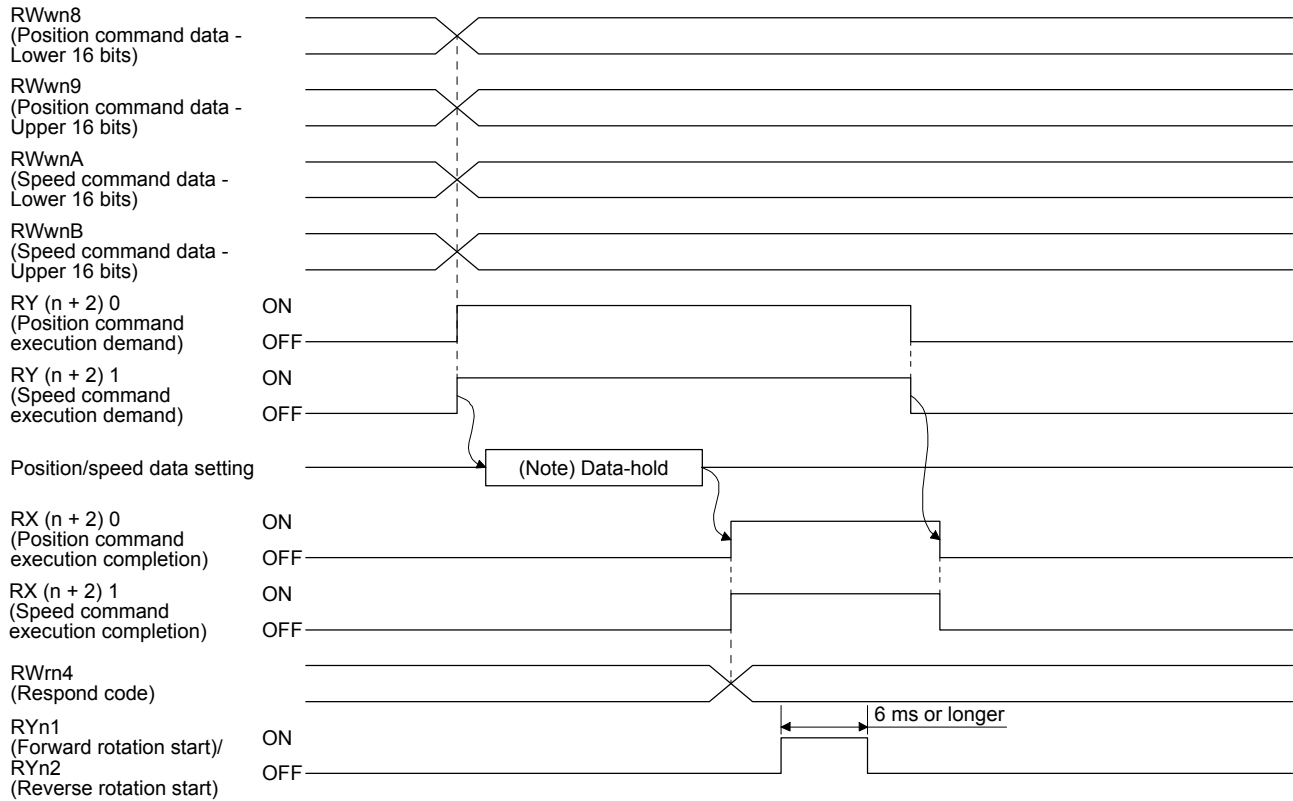 RWwn8
(Position command data -
Lower 16 bits)
RWwn9
(Position command data -
Upper 16 bits)
RWwnA
(Speed command data -
Lower 16 bits)
RWwnB
(Speed command data -
Upper 16 bits)
RY (n + 2) 0
(Position command
execution demand)
ON
OFF
RY (n + 2) 1
(Speed command
execution demand)
ON
OFF
Position/speed data setting
(Note) Data-hold
RX (n + 2) 0
(Position command
execution completion)
ON
OFF
RX (n + 2) 1
(Speed command
execution completion)
ON
OFF
RWrn4
(Respond code)
RYn1
(Forward rotation start)/
RYn2
(Reverse rotation start)
ON
OFF
6 ms or longer